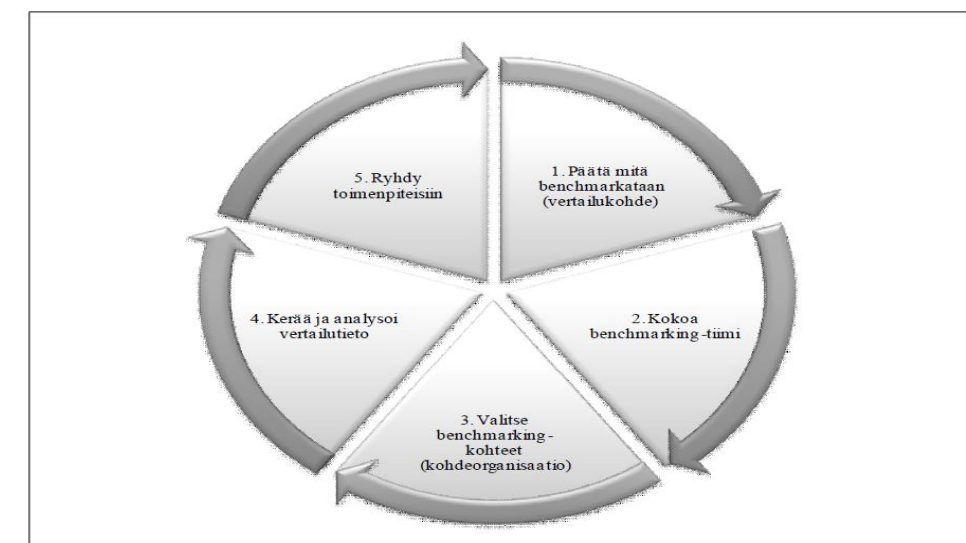 1. Päätä mitä
benchmarkataan
(vertailukohde)
2. Kokoa
benchmarking-tiimi
3. Valitse
benchmarking-
kohteet
(kohdeorganisaatio)
4. Kerää ja analysoi
vertailutieto
5. Ryhdy
toimenpiteisiin